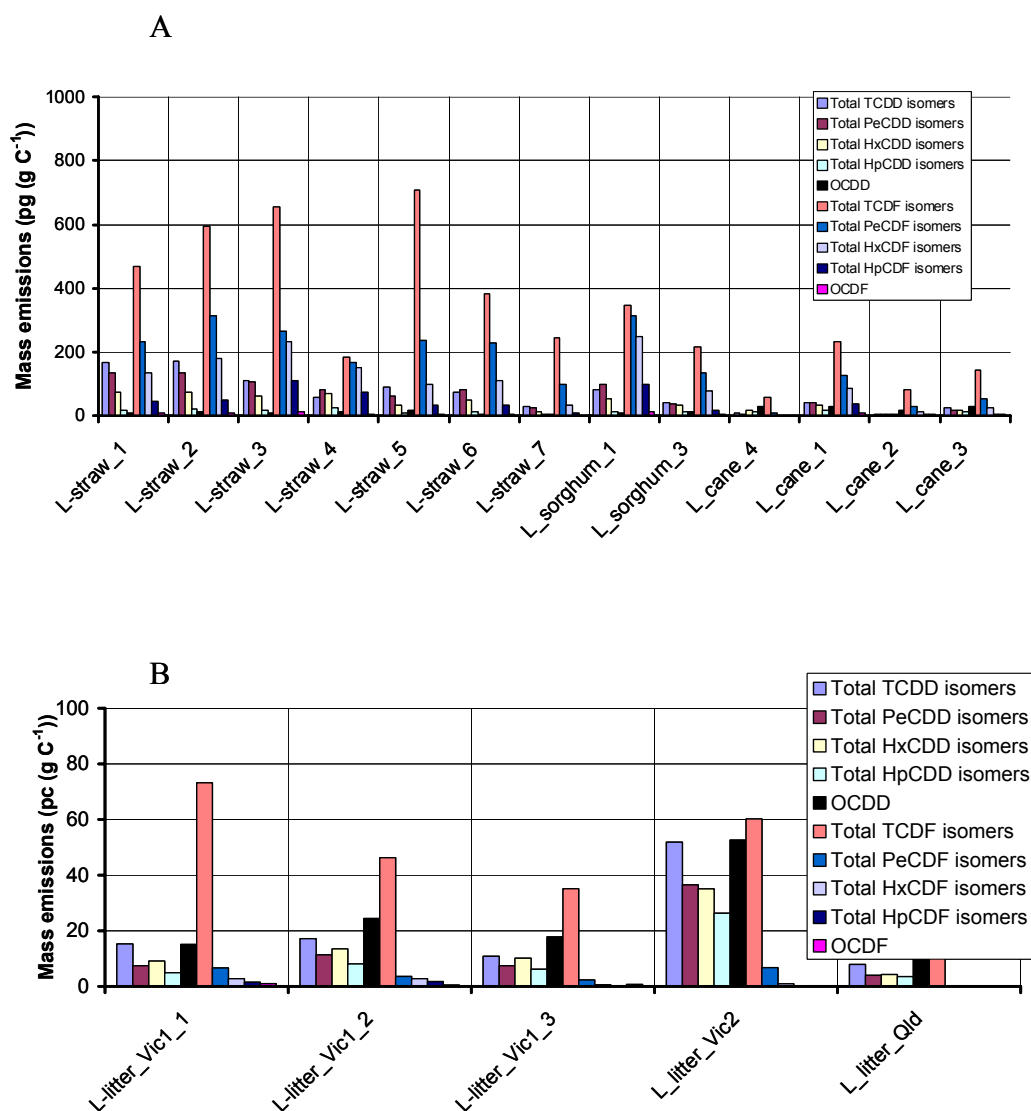 A
Mass emissions (pg (g C⁻¹))
1000
800
600
400
200
0
Total TCDD isomers
Total PeCDD isomers
Total HxCDD isomers
Total HpCDD isomers
OCDD
Total TCDF isomers
Total PeCDF isomers
Total HxCDF isomers
Total HpCDF isomers
OCDF
L-straw_1
L-straw_2
L-straw_3
L-straw_4
L-straw_5
L-straw_6
L-straw_7
L_sorghum_1
L_sorghum_3
L_cane_4
L_cane_1
L_cane_2
L_cane_3
B
Mass emissions (pc (g C⁻¹))
100
80
60
40
20
0
Total TCDD isomers
Total PeCDD isomers
Total HxCDD isomers
Total HpCDD isomers
OCDD
Total TCDF isomers
Total PeCDF isomers
Total HxCDF isomers
Total HpCDF isomers
OCDF
L-litter_Vic1_1
L-litter_Vic1_2
L-litter_Vic1_3
L_litter_Vic2
L_litter_Qld